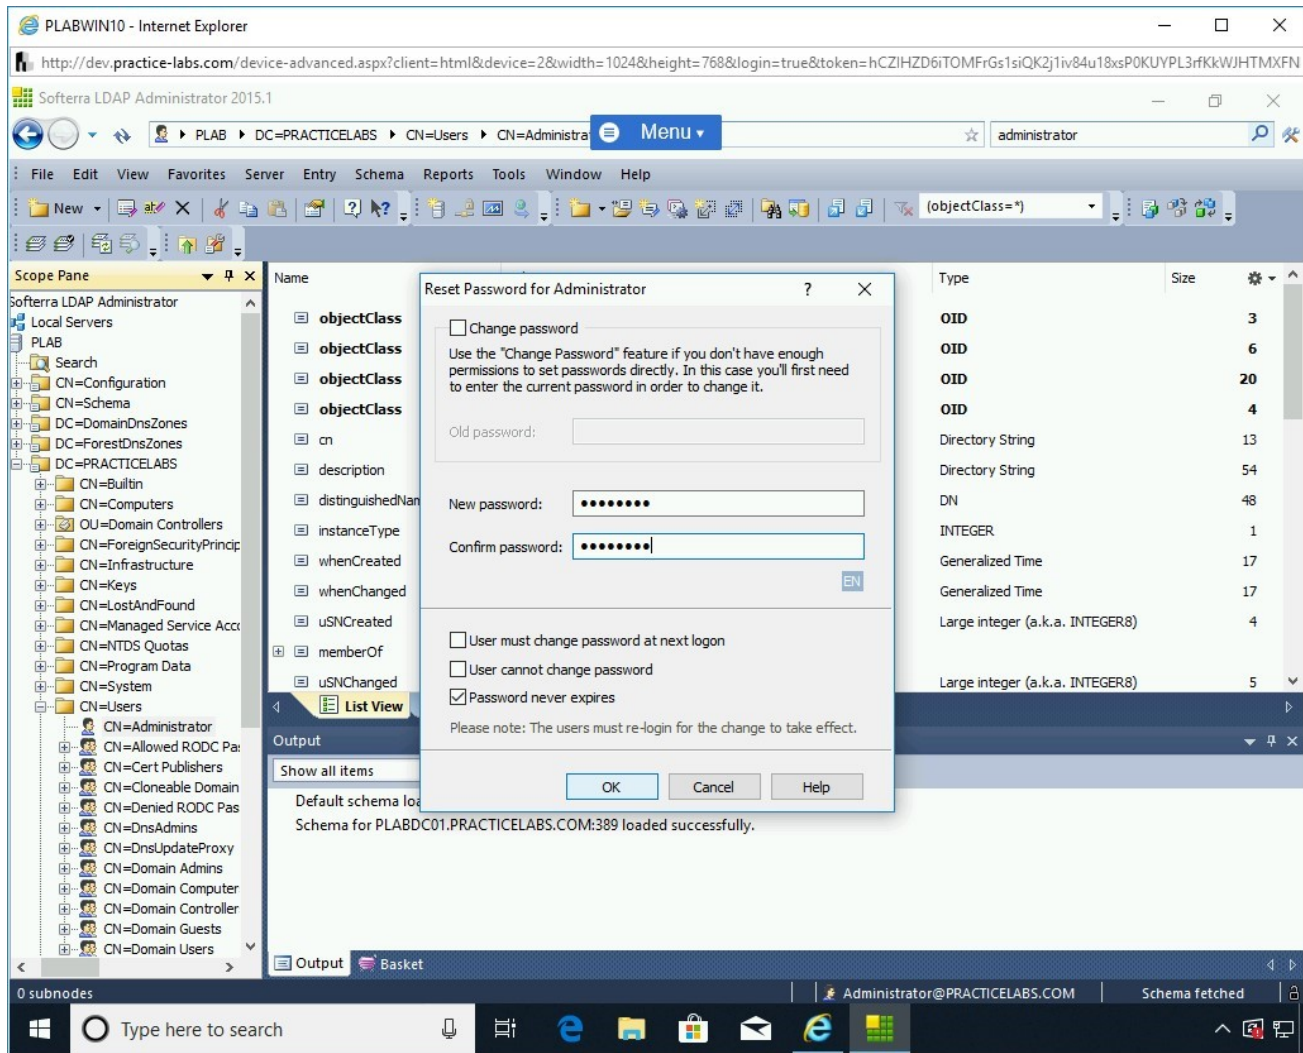 PLABWIN10 - Internet Explorer
http://dev.practice-labs.com/device-advanced.aspx?client=html&device=2&width=1024&height=768&login=true&token=hCZIHZD6iTOMFrGs1siQK2j1iv84u18xsP0KUYPL3rfKkWJHTMXFN
Softerra LDAP Administrator 2015.1
PLAB DC=PRACTICELABS CN=Users CN=Administra
Menu
administrator
File Edit View Favorites Server Entry Schema Reports Tools Window Help
New
(objectClass=*)
Scope Pane
Softerra LDAP Administrator
Local Servers
PLAB
Search
CN=Configuration
CN=Schema
DC=DomainDnsZones
DC=ForestDnsZones
DC=PRACTICELABS
CN=Builtin
CN=Computers
OU=Domain Controllers
CN=ForeignSecurityPrincip
CN=Infrastructure
CN=Keys
CN=LostAndFound
CN=Managed Service Acco
CN=NTDS Quotas
CN=Program Data
CN=System
CN=Users
CN=Administrator
CN=Allowed RODC Pas
CN=Cert Publishers
CN=Cloneable Domain
CN=Denied RODC Pas
CN=DnsAdmins
CN=DnsUpdateProxy
CN=Domain Admins
CN=Domain Computer
CN=Domain Controller
CN=Domain Guests
CN=Domain Users
Name Type Size
objectClass OID 3
objectClass OID 6
objectClass OID 20
objectClass OID 4
cn Directory String 13
description Directory String 54
distinguishedNam DN 48
instanceType INTEGER 1
whenCreated Generalized Time 17
whenChanged Generalized Time 17
uSNCreated Large integer (a.k.a. INTEGER8) 4
memberOf
uSNChanged Large integer (a.k.a. INTEGER8) 5
List View
Reset Password for Administrator ?
Change password
Use the "Change Password" feature if you don't have enough
permissions to set passwords directly. In this case you'll first need
to enter the current password in order to change it.
Old password:
New password: ••••••••
Confirm password: ••••••••
EN
User must change password at next logon
User cannot change password
Password never expires
Please note: The users must re-login for the change to take effect.
OK Cancel Help
Output
Show all items
Default schema loa
Schema for PLABDC01.PRACTICELABS.COM:389 loaded successfully.
Output Basket
0 subnodes Administrator@PRACTICELABS.COM Schema fetched
Type here to search